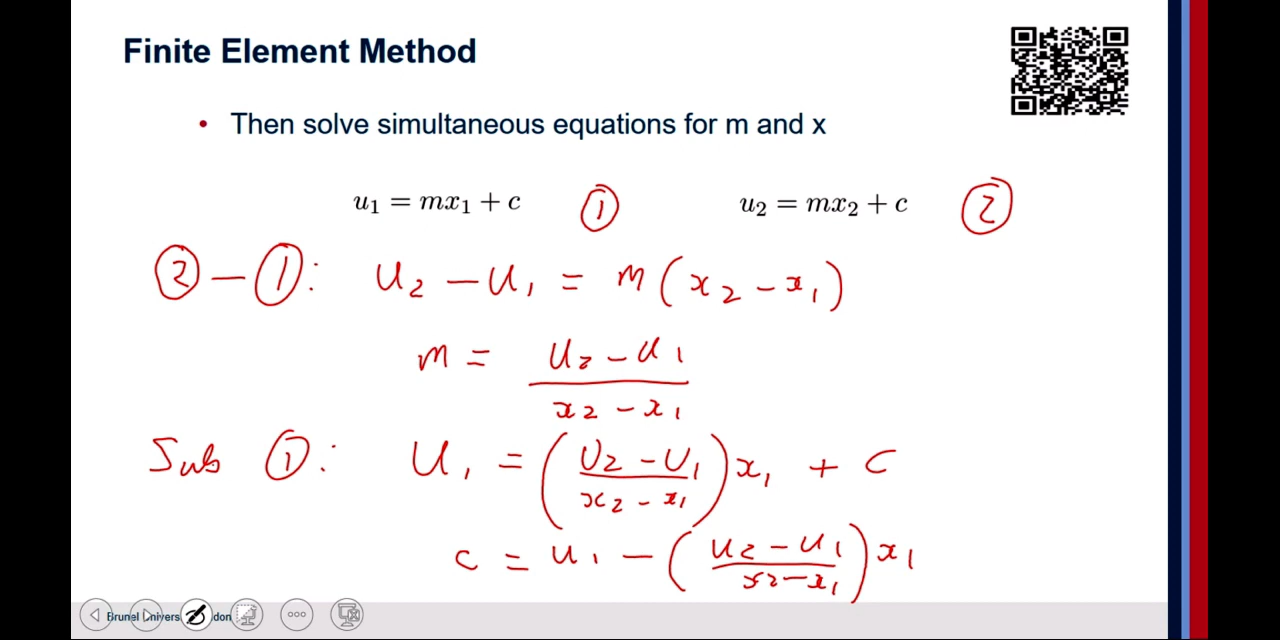 Finite Element Method
• Then solve simultaneous equations for m and x
u₁ = mx₁ + c ① u₂ = mx₂ + c ②
② − ①: u₂ − u₁ = m(x₂ − x₁)
m = (u₂ − u₁)/(x₂ − x₁)
Sub ①: u₁ = ((u₂ − u₁)/(x₂ − x₁))x₁ + c
c = u₁ − ((u₂ − u₁)/(x₂ − x₁))x₁
Brunel